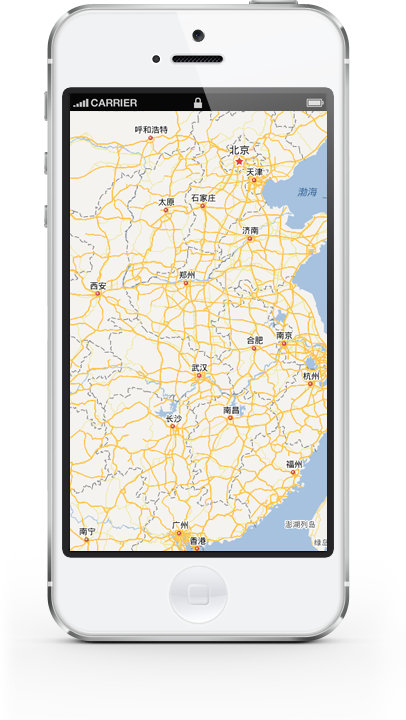 CARRIER
呼和浩特
北京
天津
渤海
太原
石家庄
济南
郑州
西安
南京
合肥
武汉
杭州
南昌
长沙
福州
澎湖列岛
广州
南宁
香港
绿岛